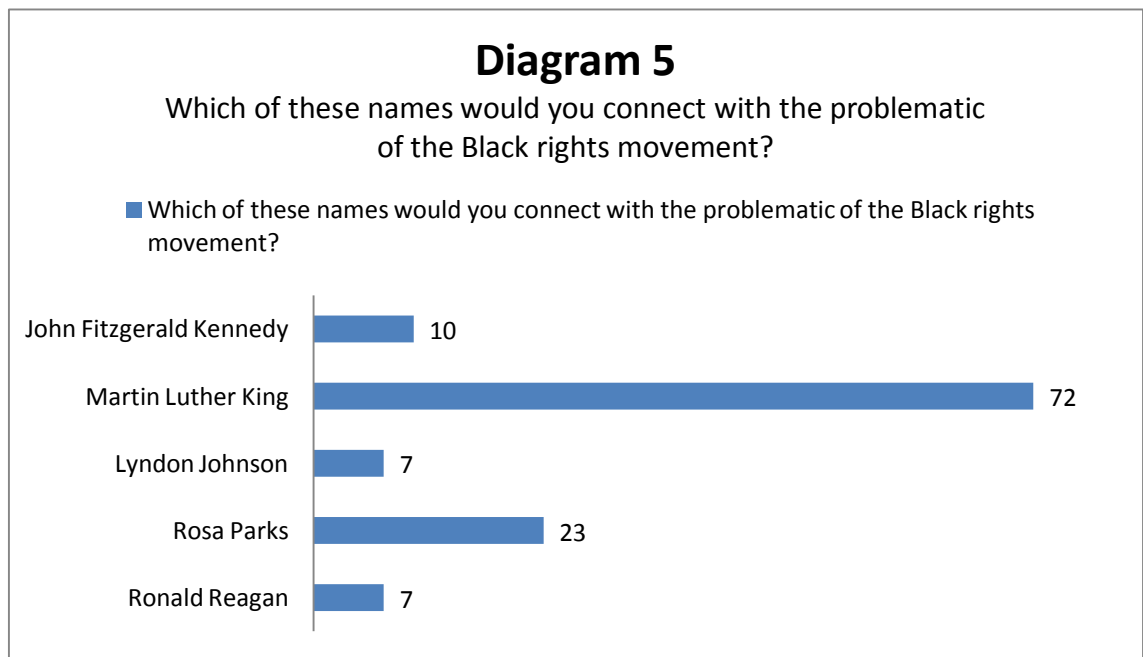 Diagram 5
Which of these names would you connect with the problematic
of the Black rights movement?
Which of these names would you connect with the problematic of the Black rights
movement?
John Fitzgerald Kennedy 10
Martin Luther King 72
Lyndon Johnson 7
Rosa Parks 23
Ronald Reagan 7